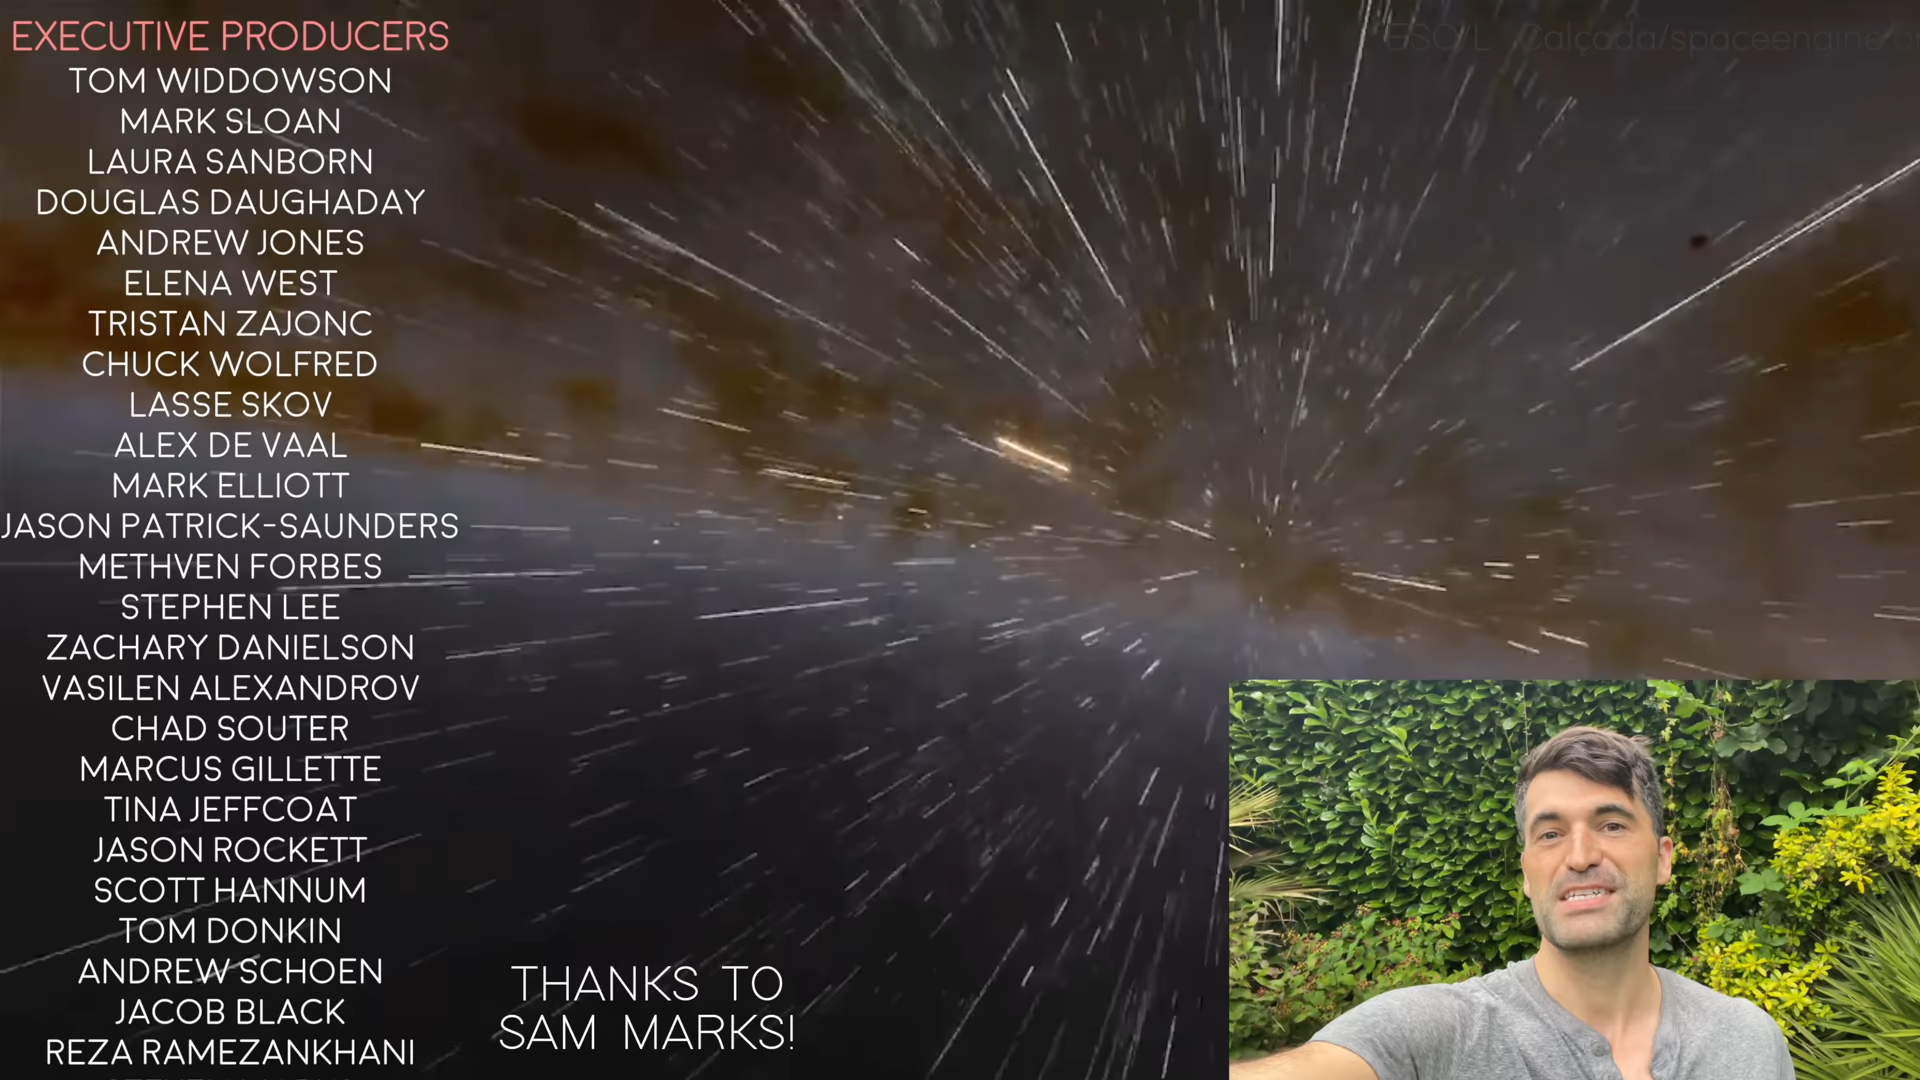 EXECUTIVE PRODUCERS
TOM WIDDOWSON
MARK SLOAN
LAURA SANBORN
DOUGLAS DAUGHADAY
ANDREW JONES
ELENA WEST
TRISTAN ZAJONC
CHUCK WOLFRED
LASSE SKOV
ALEX DE VAAL
MARK ELLIOTT
JASON PATRICK-SAUNDERS
METHVEN FORBES
STEPHEN LEE
ZACHARY DANIELSON
VASILEN ALEXANDROV
CHAD SOUTER
MARCUS GILLETTE
TINA JEFFCOAT
JASON ROCKETT
SCOTT HANNUM
TOM DONKIN
ANDREW SCHOEN
JACOB BLACK
REZA RAMEZANKHANI
THANKS TO
SAM MARKS!
ESO/L. Calçada/spaceengine.o